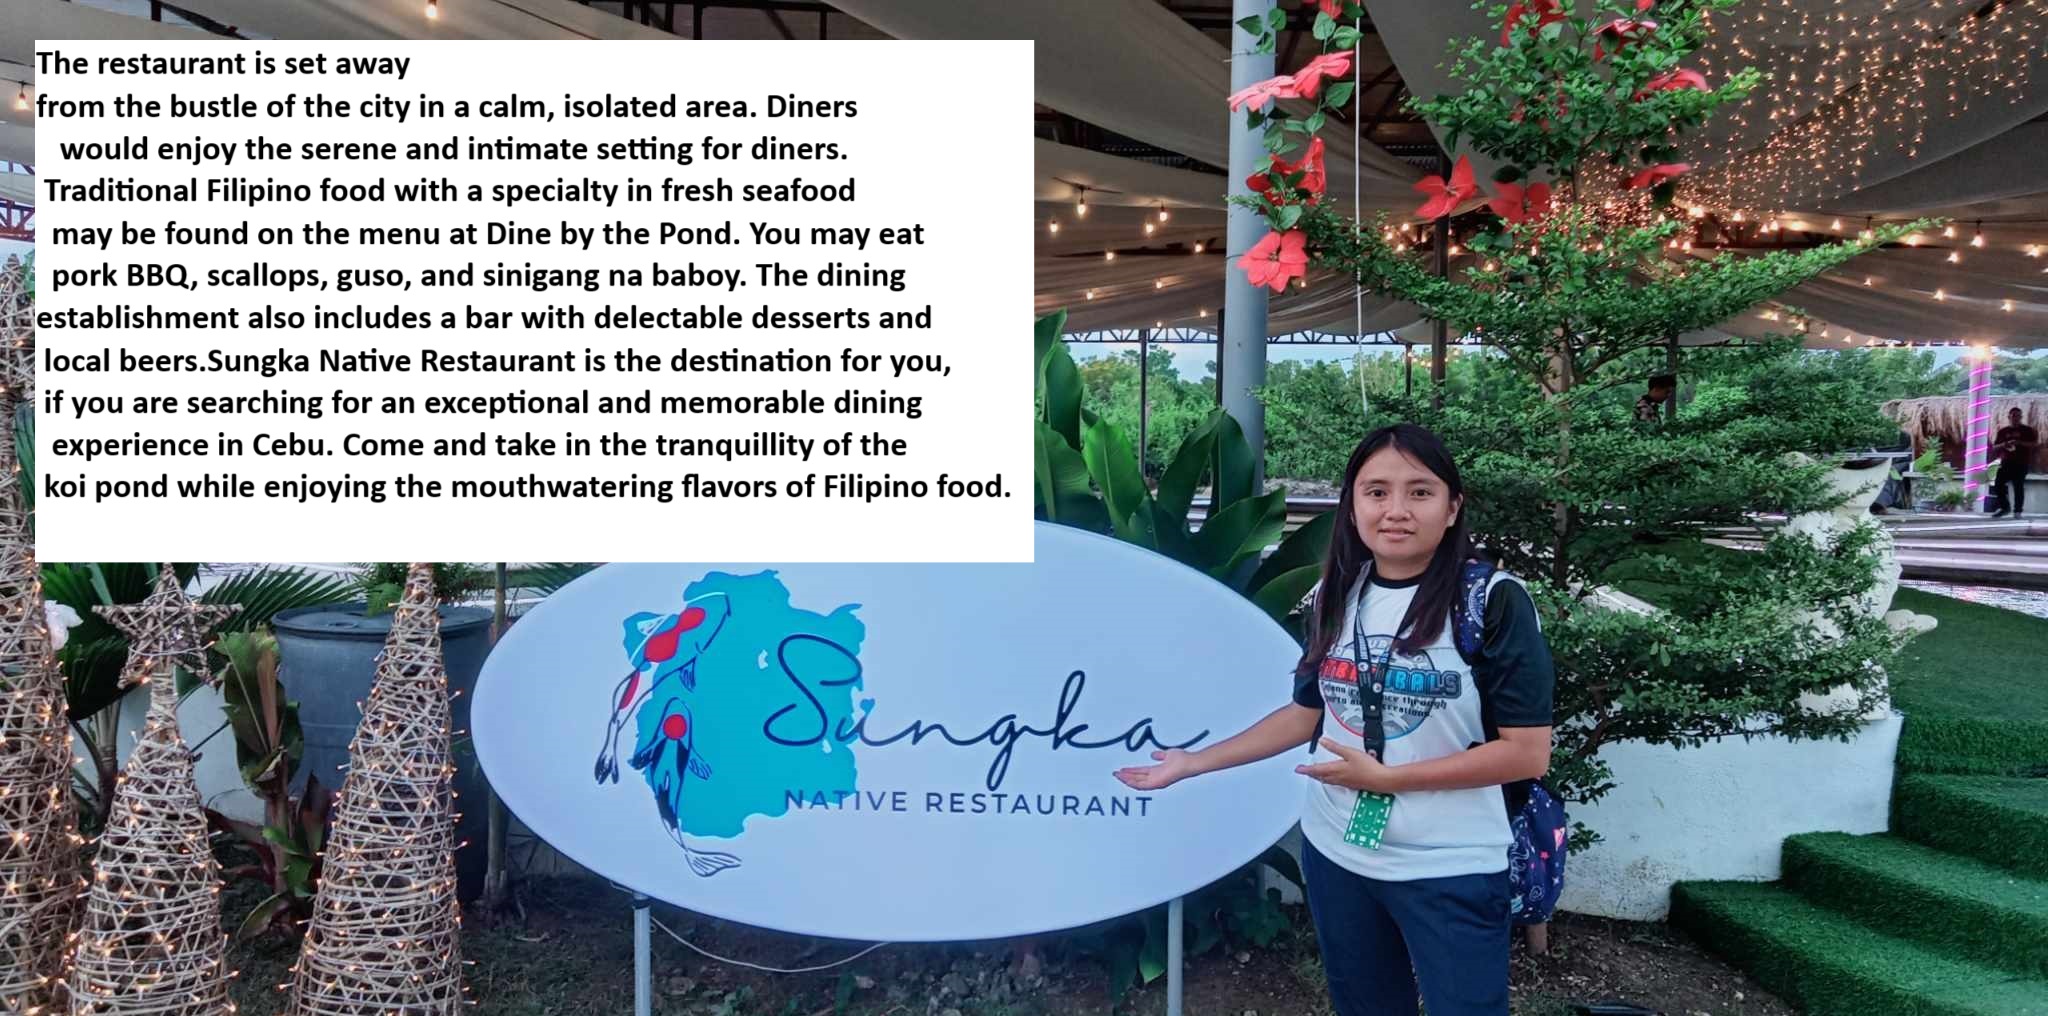 The restaurant is set away
from the bustle of the city in a calm, isolated area. Diners
would enjoy the serene and intimate setting for diners.
Traditional Filipino food with a specialty in fresh seafood
may be found on the menu at Dine by the Pond. You may eat
pork BBQ, scallops, guso, and sinigang na baboy. The dining
establishment also includes a bar with delectable desserts and
local beers.Sungka Native Restaurant is the destination for you,
if you are searching for an exceptional and memorable dining
experience in Cebu. Come and take in the tranquillity of the
koi pond while enjoying the mouthwatering flavors of Filipino food.
Sungka
NATIVE RESTAURANT